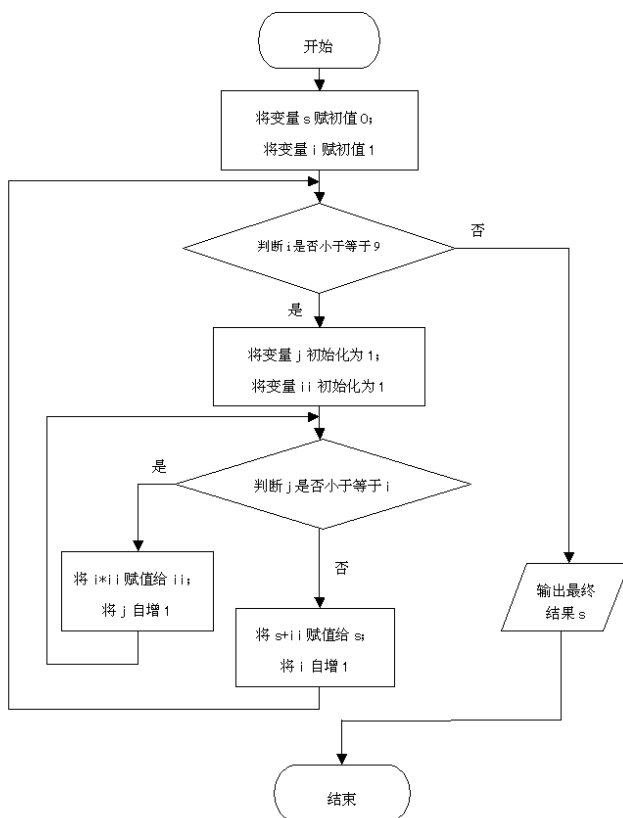 开始
将变量 s 赋初值 0;
将变量 i 赋初值 1
判断 i 是否小于等于 9
否
是
将变量 j 初始化为 1;
将变量 ii 初始化为 1
判断 j 是否小于等于 i
是
否
将 i*ii 赋值给 ii;
将 j 自增 1
将 s+ii 赋值给 s;
将 i 自增 1
输出最终
结果 s
结束